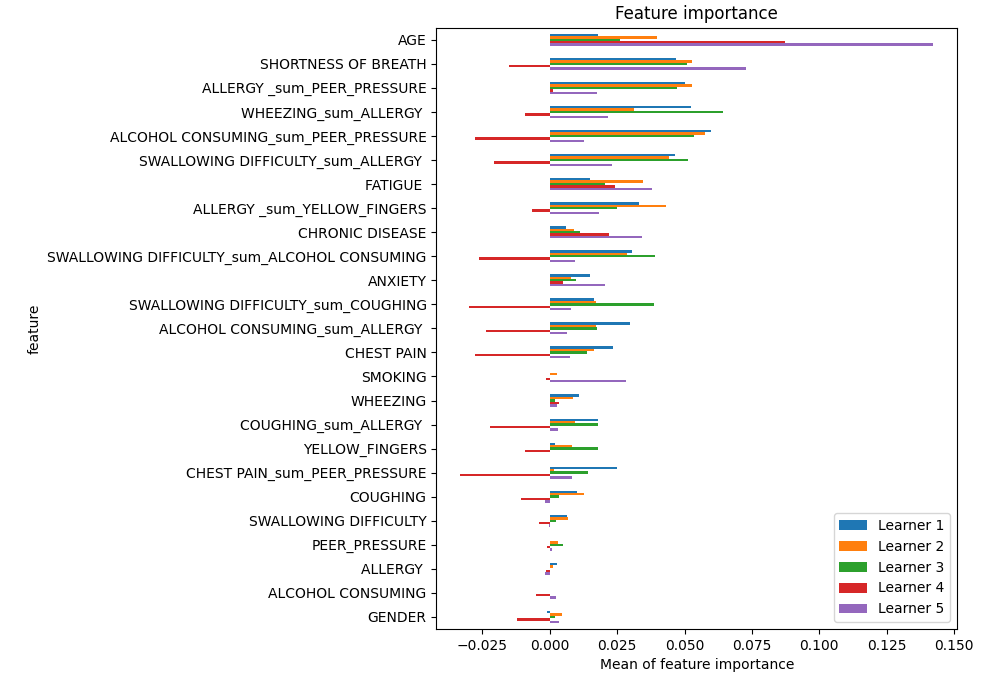 Feature importance
AGE
SHORTNESS OF BREATH
ALLERGY _sum_PEER_PRESSURE
WHEEZING_sum_ALLERGY
ALCOHOL CONSUMING_sum_PEER_PRESSURE
SWALLOWING DIFFICULTY_sum_ALLERGY
FATIGUE
ALLERGY _sum_YELLOW_FINGERS
CHRONIC DISEASE
SWALLOWING DIFFICULTY_sum_ALCOHOL CONSUMING
ANXIETY
SWALLOWING DIFFICULTY_sum_COUGHING
ALCOHOL CONSUMING_sum_ALLERGY
CHEST PAIN
SMOKING
WHEEZING
COUGHING_sum_ALLERGY
YELLOW_FINGERS
CHEST PAIN_sum_PEER_PRESSURE
COUGHING
SWALLOWING DIFFICULTY
PEER_PRESSURE
ALLERGY
ALCOHOL CONSUMING
GENDER
feature
Learner 1
Learner 2
Learner 3
Learner 4
Learner 5
−0.025 0.000 0.025 0.050 0.075 0.100 0.125 0.150
Mean of feature importance